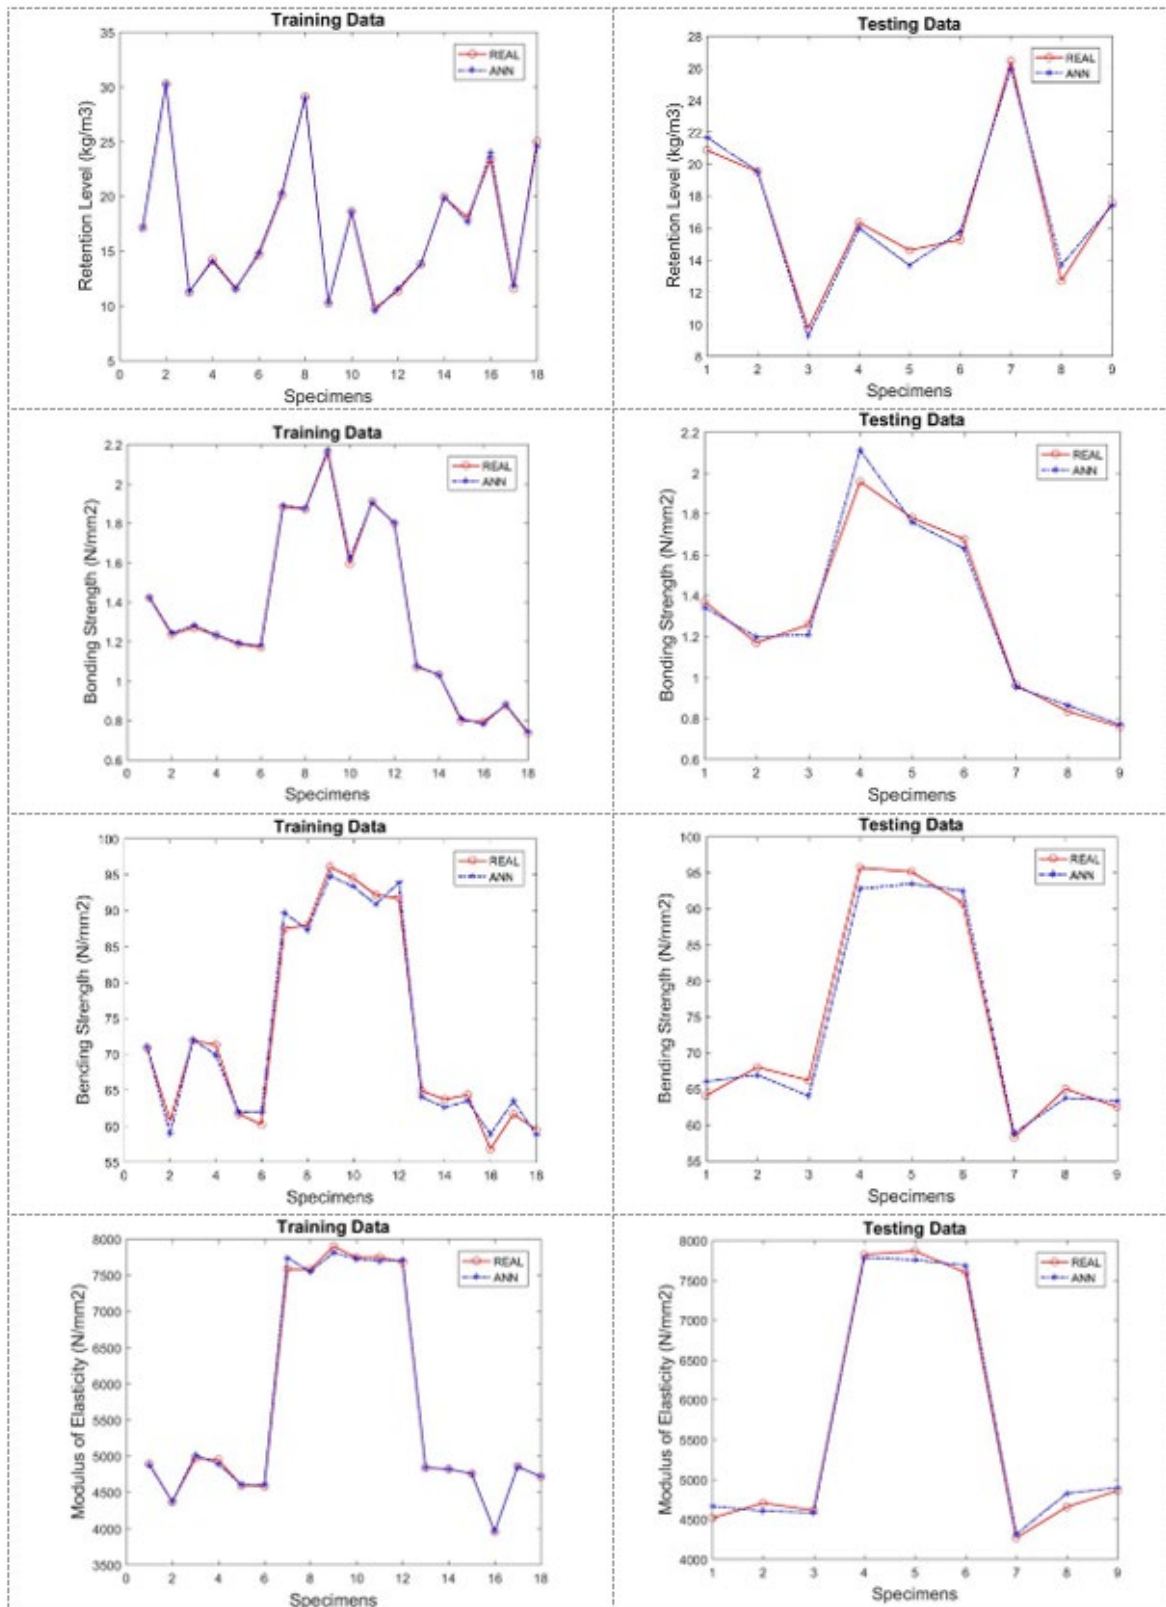 Training Data
35
30
25
20
15
10
5
0 2 4 6 8 10 12 14 16 18
Retention Level (kg/m3)
Specimens
REAL
ANN
Testing Data
28
26
24
22
20
18
16
14
12
10
8
1 2 3 4 5 6 7 8 9
Retention Level (kg/m3)
Specimens
REAL
ANN
Training Data
2.2
2
1.8
1.6
1.4
1.2
1
0.8
0.6
0 2 4 6 8 10 12 14 16 18
Bonding Strength (N/mm2)
Specimens
REAL
ANN
Testing Data
2.2
2
1.8
1.6
1.4
1.2
1
0.8
0.6
1 2 3 4 5 6 7 8 9
Bonding Strength (N/mm2)
Specimens
REAL
ANN
Training Data
100
95
90
85
80
75
70
65
60
55
0 2 4 6 8 10 12 14 16 18
Bending Strength (N/mm2)
Specimens
REAL
ANN
Testing Data
100
95
90
85
80
75
70
65
60
55
1 2 3 4 5 6 7 8 9
Bending Strength (N/mm2)
Specimens
REAL
ANN
Training Data
8000
7500
7000
6500
6000
5500
5000
4500
4000
3500
0 2 4 6 8 10 12 14 16 18
Modulus of Elasticity (N/mm2)
Specimens
REAL
ANN
Testing Data
8000
7500
7000
6500
6000
5500
5000
4500
4000
1 2 3 4 5 6 7 8 9
Modulus of Elasticity (N/mm2)
Specimens
REAL
ANN